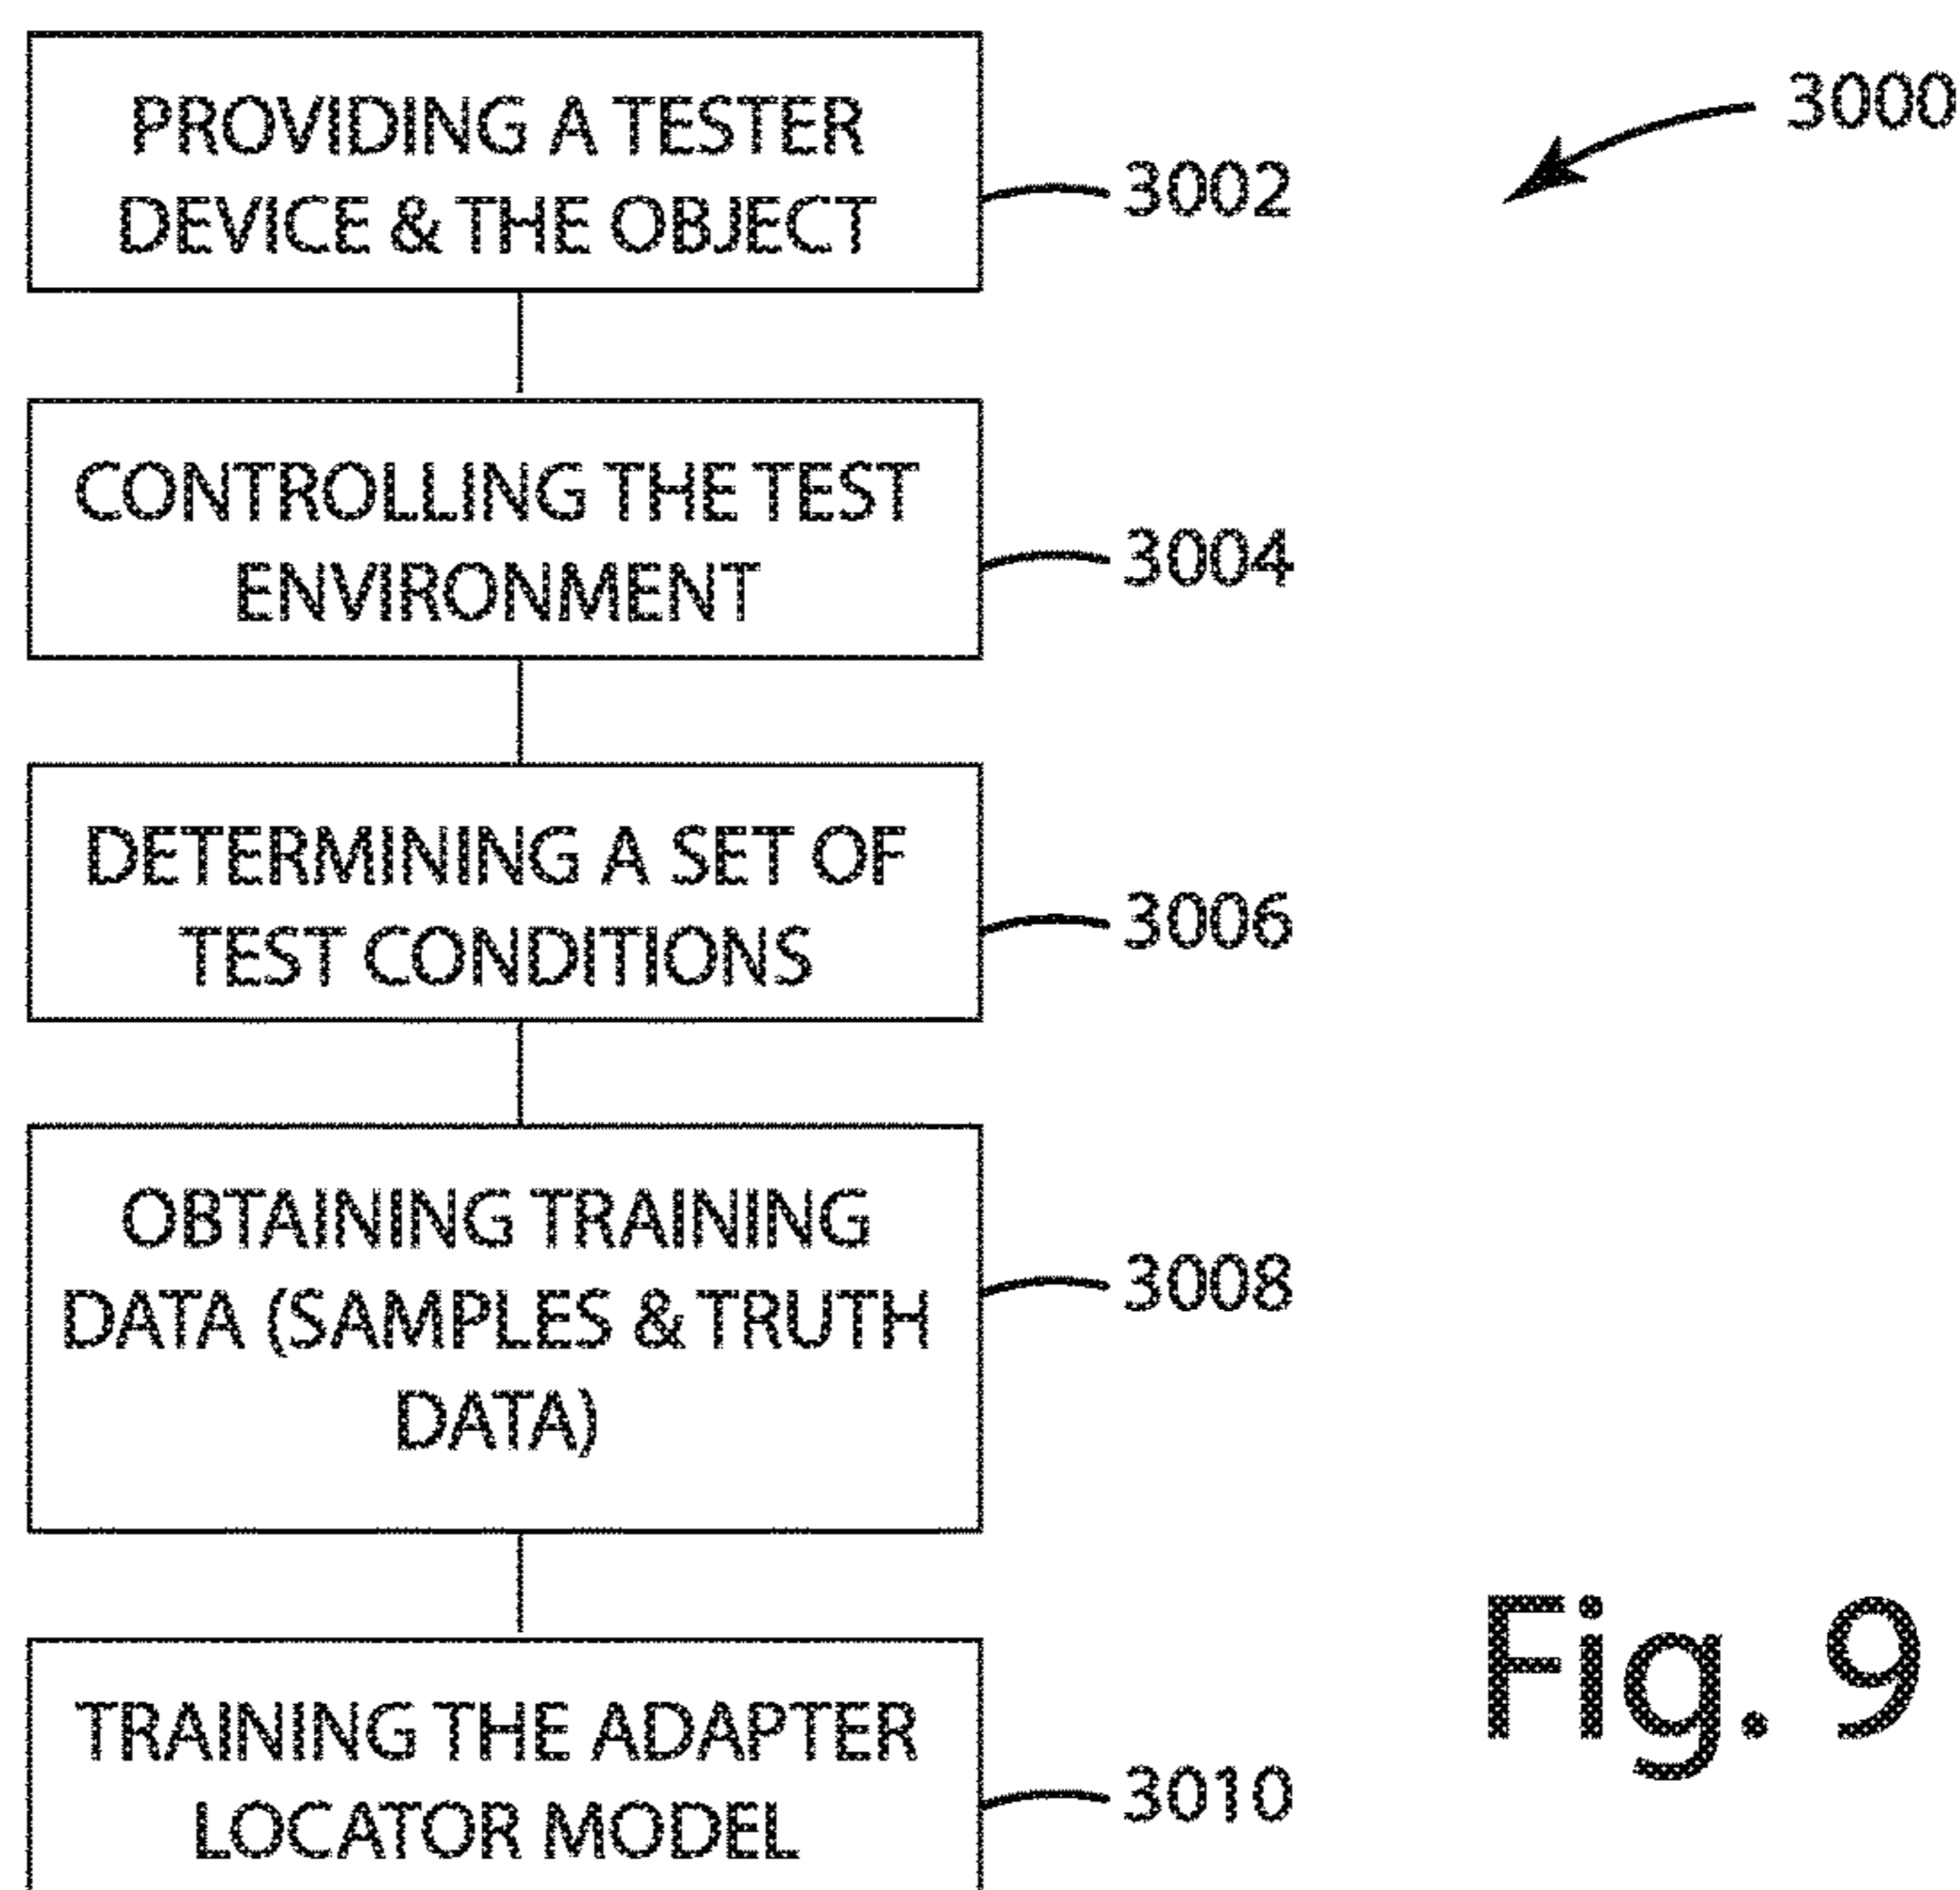 PROVIDING A TESTER
DEVICE & THE OBJECT
3002
3000
CONTROLLING THE TEST
ENVIRONMENT
3004
DETERMINING A SET OF
TEST CONDITIONS
3006
OBTAINING TRAINING
DATA (SAMPLES & TRUTH
DATA)
3008
TRAINING THE ADAPTER
LOCATOR MODEL
3010
Fig. 9